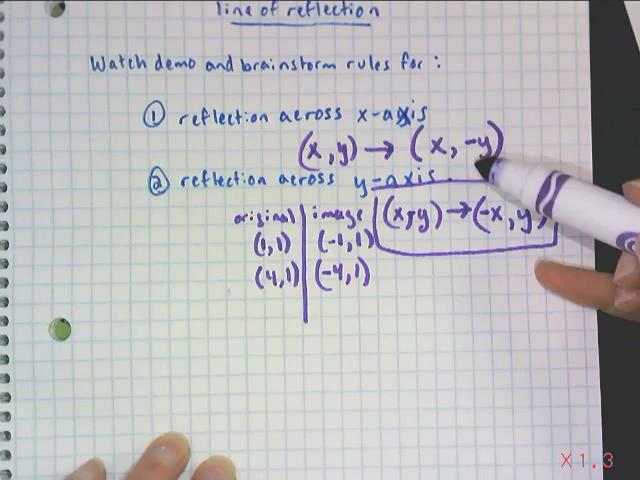 line of reflection
Watch demo and brainstorm rules for:
① reflection across x-axis
(x,y) → (x,-y)
② reflection across y-axis.
original image (x,y) → (-x,y)
(1,1) (-1,1)
(4,1) (-4,1)
X1.3